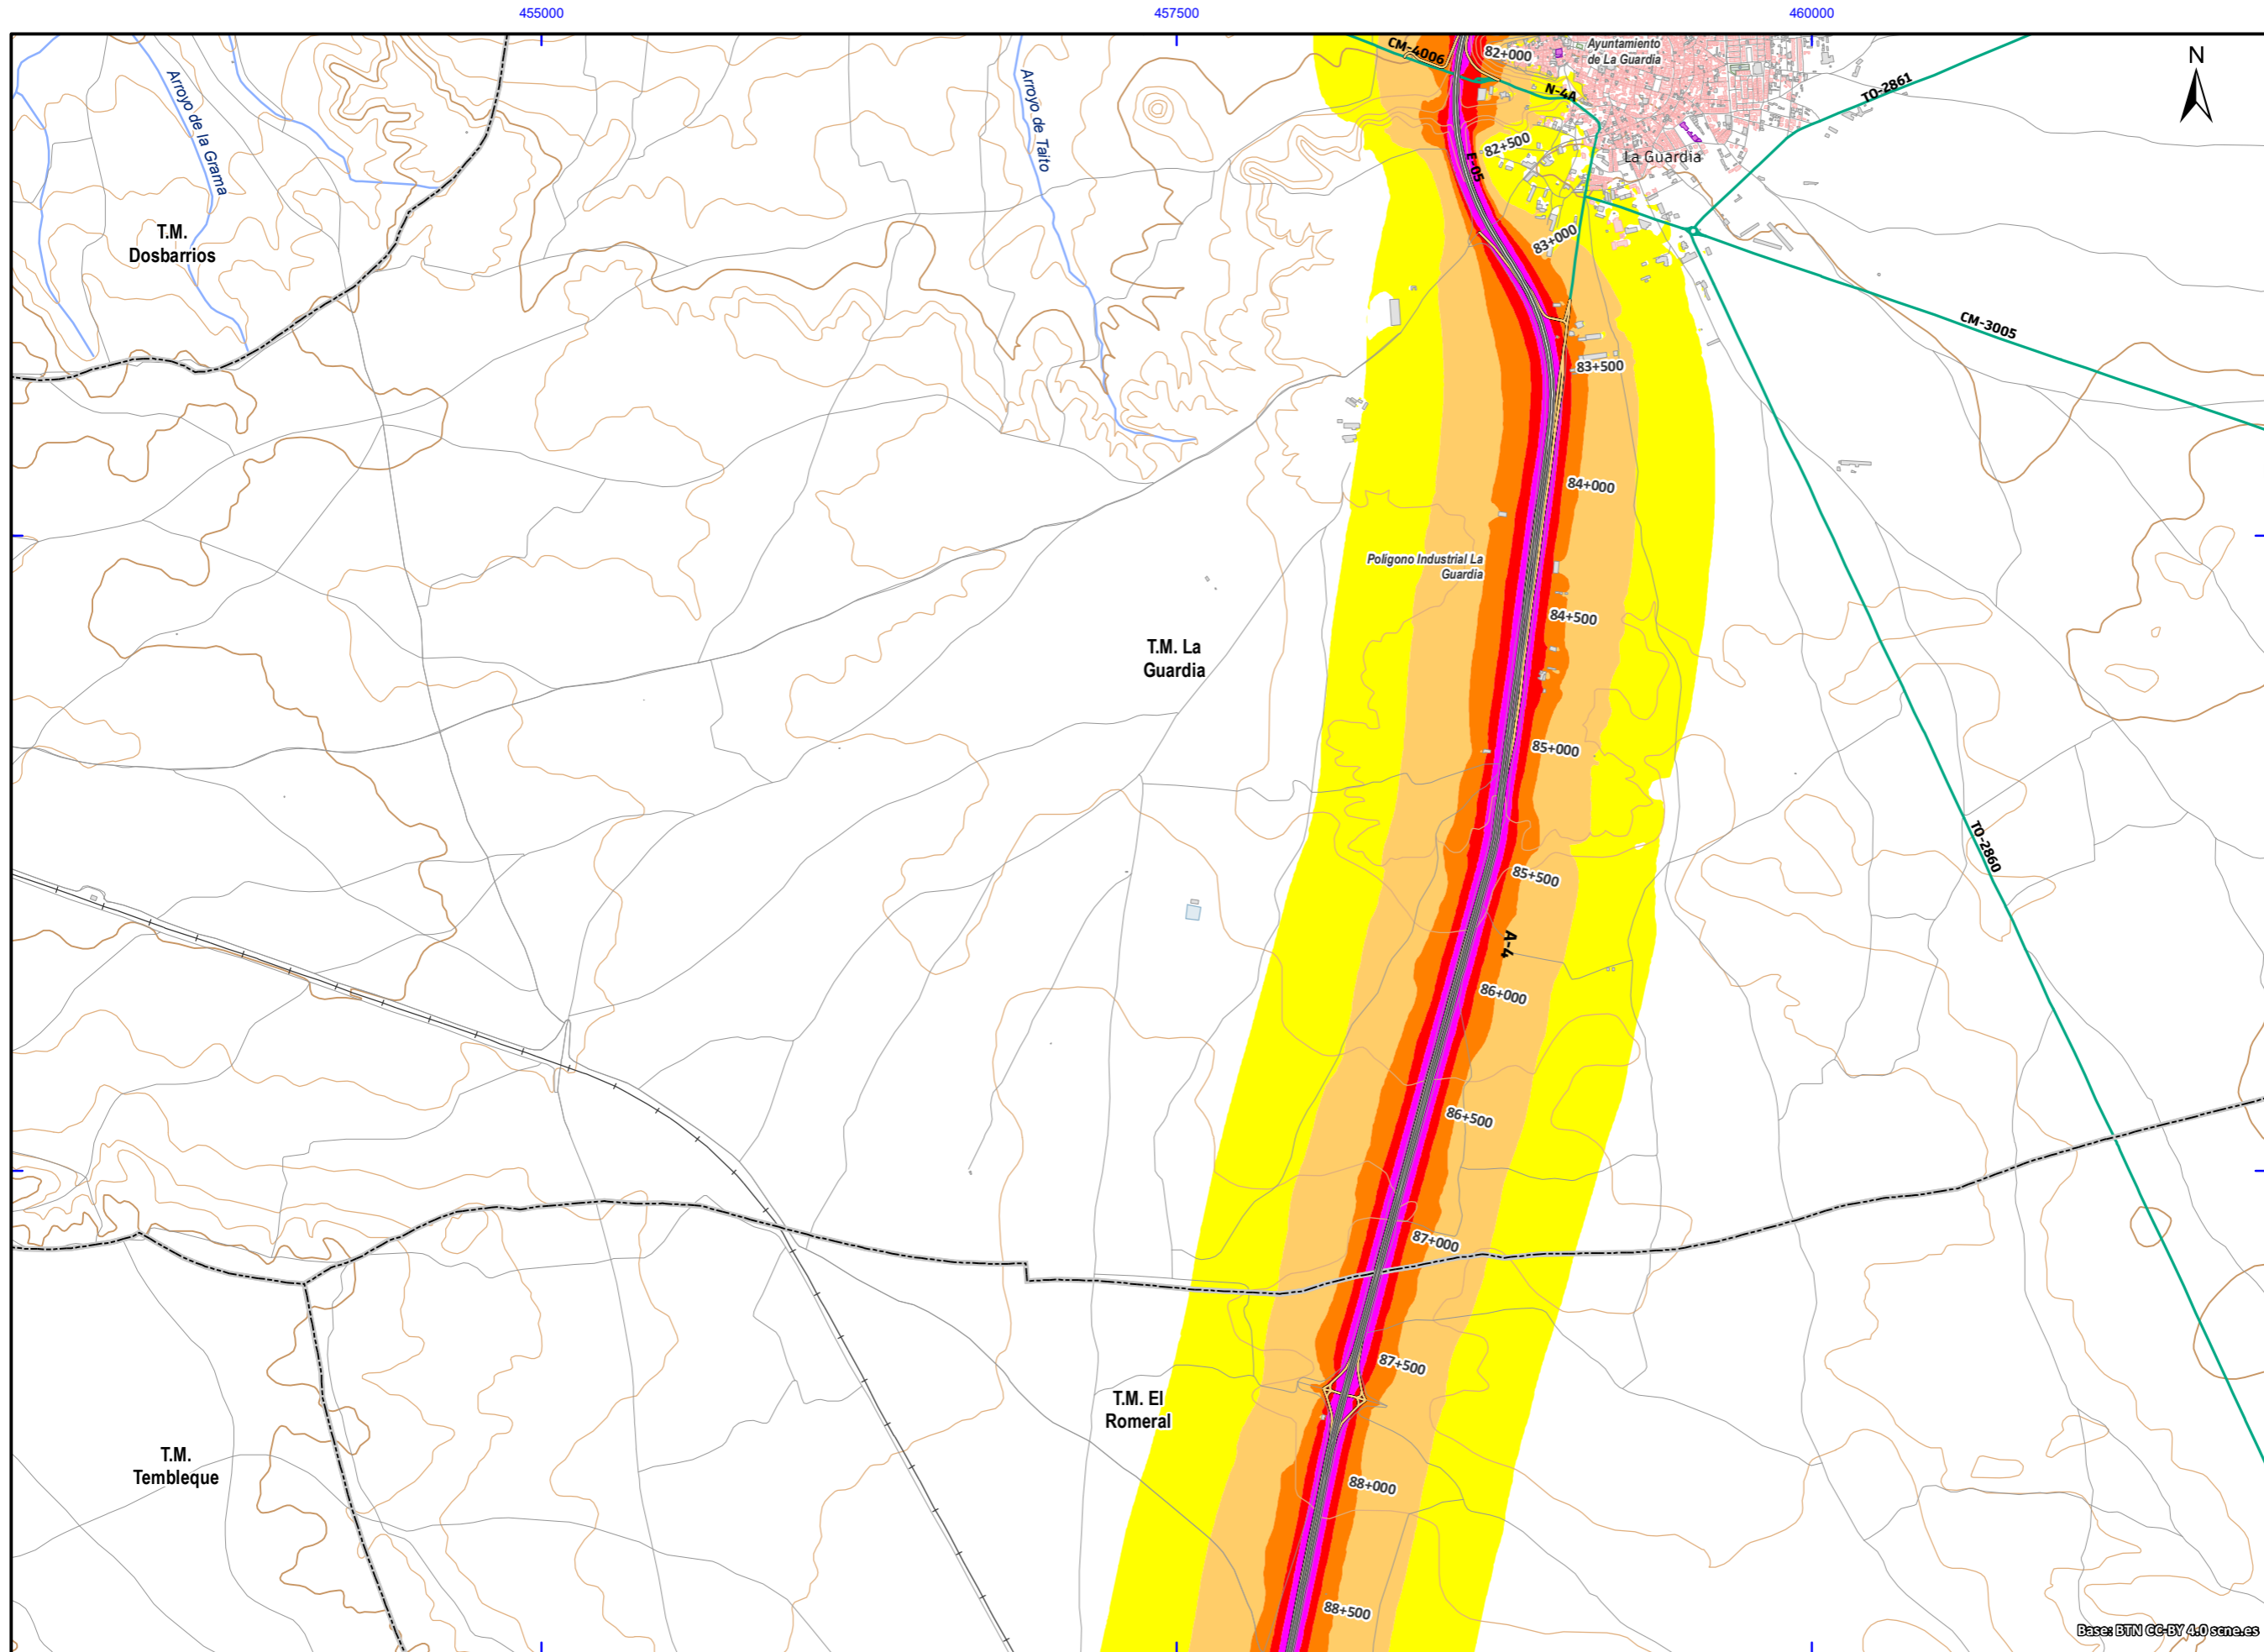 455000
457500
460000
CM-4006
82+000
Ayuntamiento
de La Guardia
N
N-4A
TO-2861
Arroyo de la Grama
Arroyo de Taito
82+500
E-05
La Guardia
T.M.
Dosbarrios
83+000
CM-3005
83+500
84+000
Polígono Industrial La
Guardia
84+500
T.M. La
Guardia
85+000
TO-2860
85+500
A-4
86+000
86+500
87+000
87+500
T.M. El
Romeral
T.M.
Tembleque
88+000
88+500
Base: BTN CC-BY 4.0 scne.es